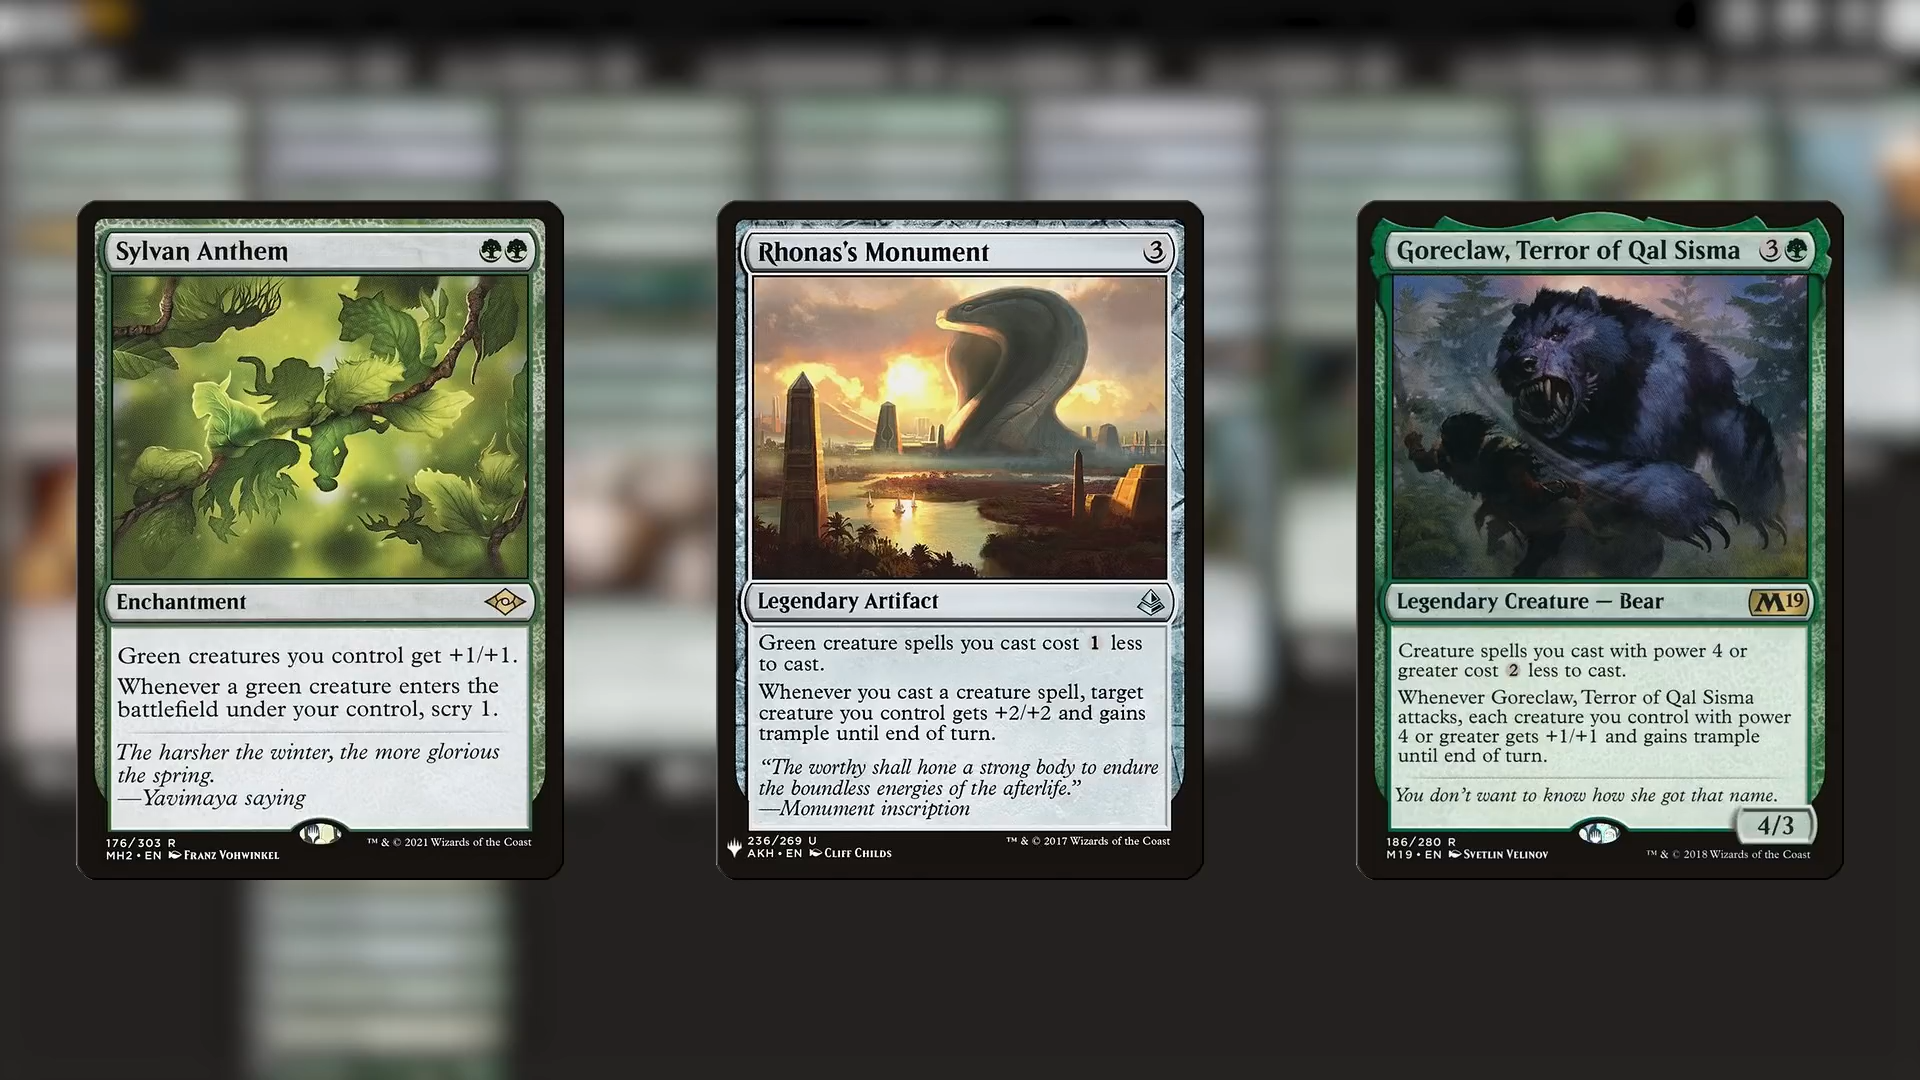 Sylvan Anthem
Enchantment
Green creatures you control get +1/+1.
Whenever a green creature enters the
battlefield under your control, scry 1.
The harsher the winter, the more glorious
the spring.
—Yavimaya saying
176/303 R
MH2 • EN Franz Vohwinkel
™ & © 2021 Wizards of the Coast
Rhonas's Monument 3
Legendary Artifact
Green creature spells you cast cost 1 less
to cast.
Whenever you cast a creature spell, target
creature you control gets +2/+2 and gains
trample until end of turn.
“The worthy shall hone a strong body to endure
the boundless energies of the afterlife.”
—Monument inscription
236/269 U
AKH • EN Cliff Childs
™ & © 2017 Wizards of the Coast
Goreclaw, Terror of Qal Sisma 3
Legendary Creature — Bear M19
Creature spells you cast with power 4 or
greater cost 2 less to cast.
Whenever Goreclaw, Terror of Qal Sisma
attacks, each creature you control with power
4 or greater gets +1/+1 and gains trample
until end of turn.
You don't want to know how she got that name.
4/3
186/280 R
M19 • EN Svetlin Velinov
™ & © 2018 Wizards of the Coast